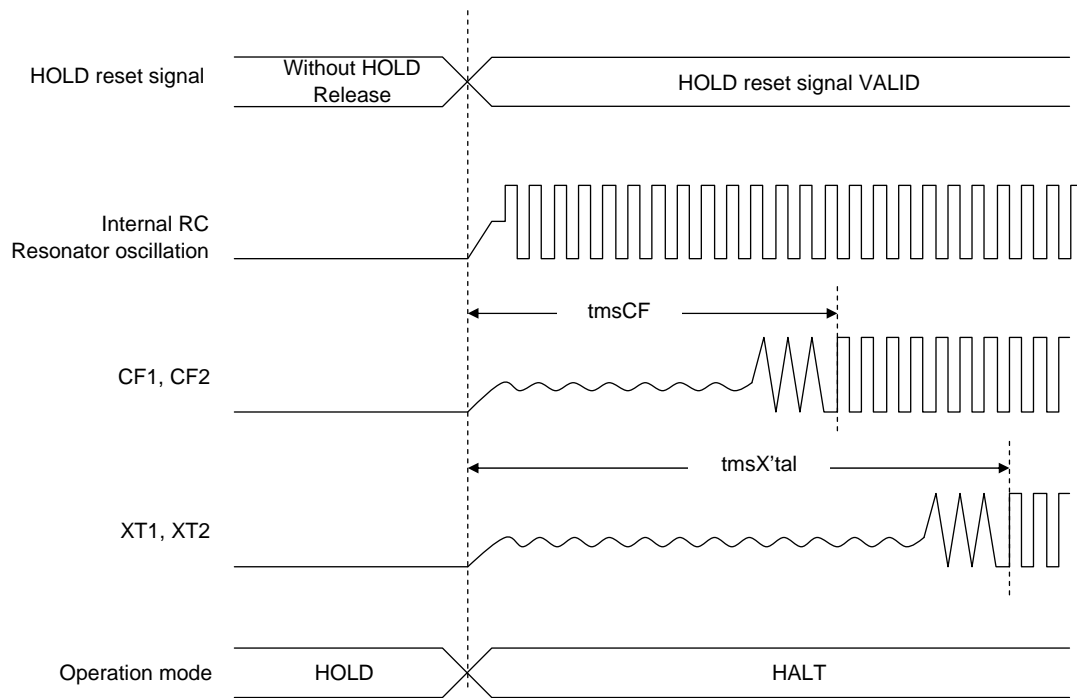 HOLD reset signal
Without HOLD
Release
HOLD reset signal VALID
Internal RC
Resonator oscillation
tmsCF
CF1, CF2
tmsX’tal
XT1, XT2
Operation mode
HOLD
HALT